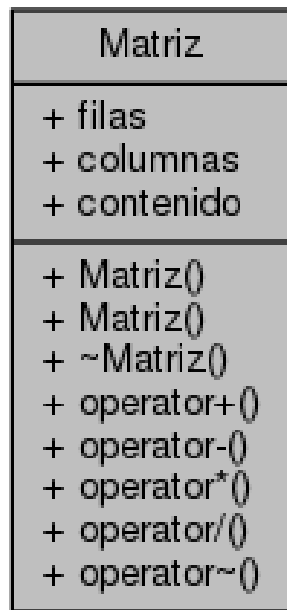 Matriz
+ filas
+ columnas
+ contenido
+ Matriz()
+ Matriz()
+ ~Matriz()
+ operator+()
+ operator-()
+ operator*()
+ operator/()
+ operator~()